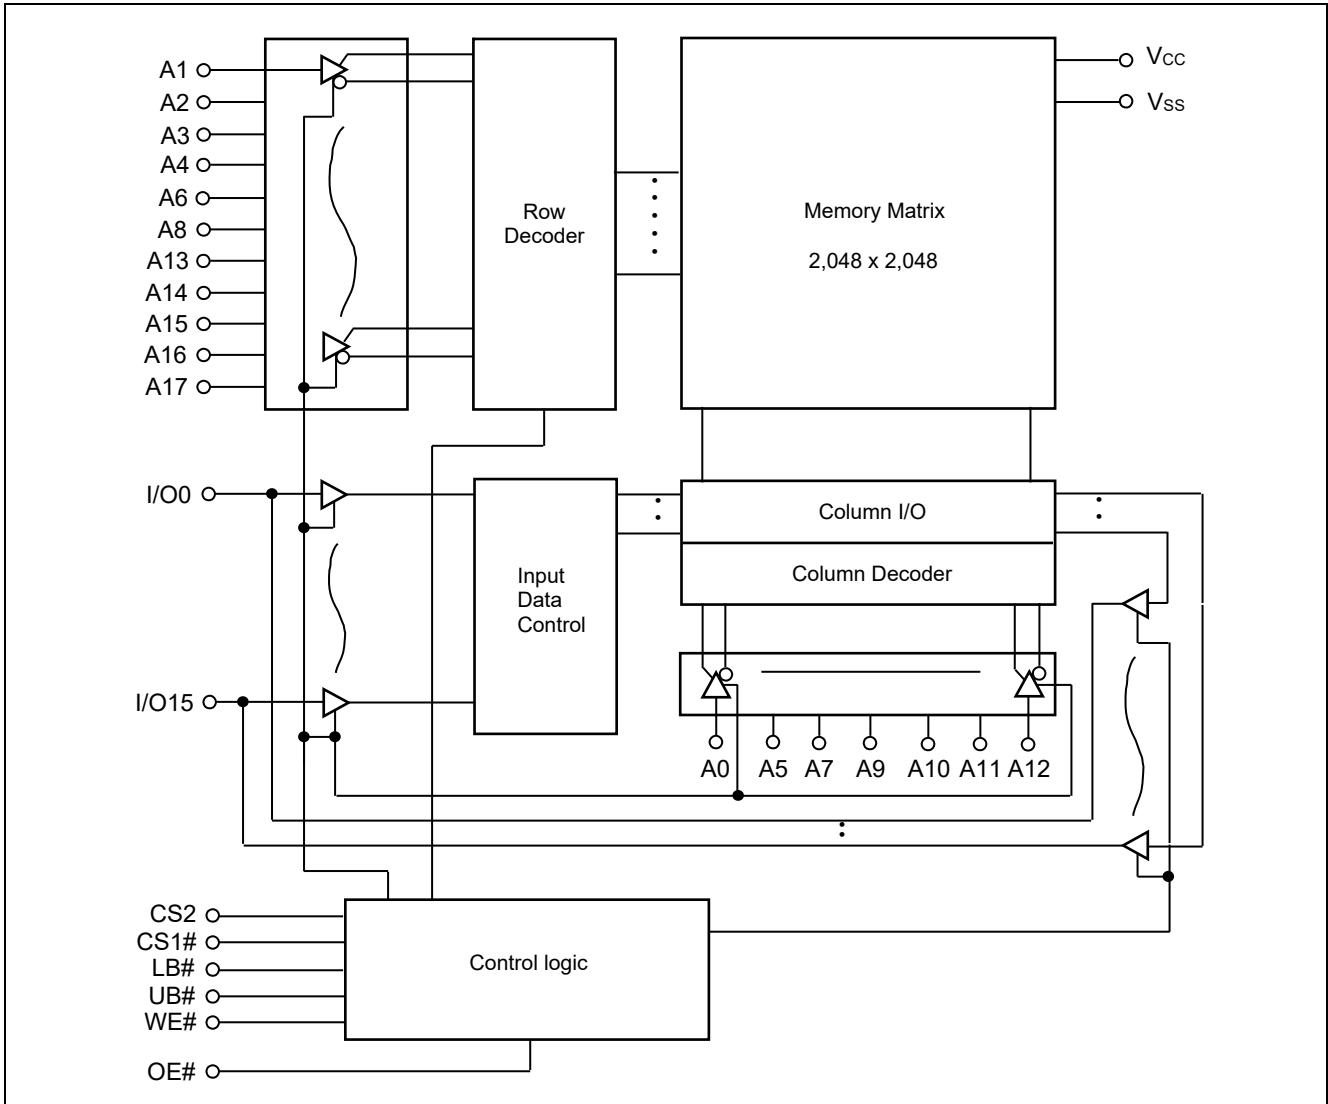 A1
A2
A3
A4
A6
A8
A13
A14
A15
A16
A17
Row
Decoder
Memory Matrix
2,048 x 2,048
VCC
VSS
I/O0
I/O15
Input
Data
Control
Column I/O
Column Decoder
A0 A5 A7 A9 A10 A11 A12
CS2
CS1#
LB#
UB#
WE#
OE#
Control logic